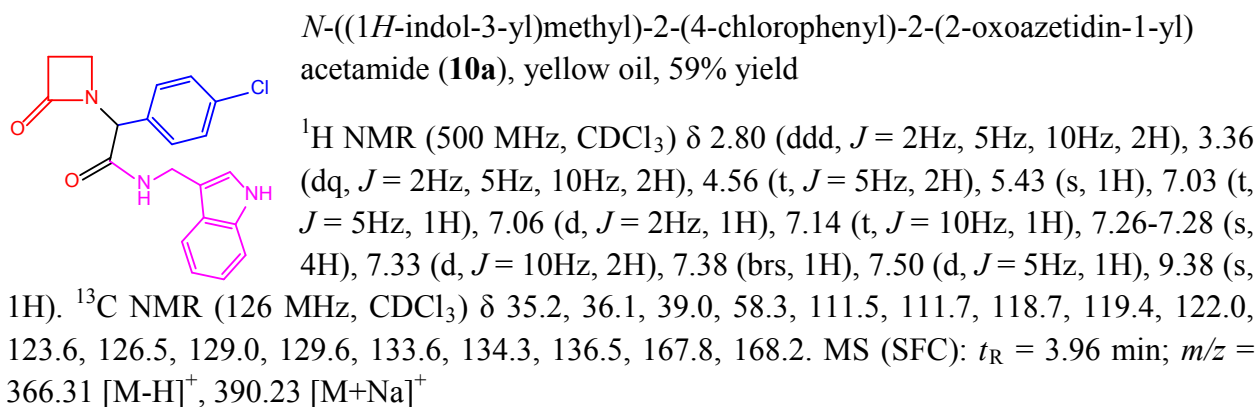 N-((1H-indol-3-yl)methyl)-2-(4-chlorophenyl)-2-(2-oxoazetidin-1-yl)
acetamide (10a), yellow oil, 59% yield
O
N
Cl
O
N
H
NH
¹H NMR (500 MHz, CDCl₃) δ 2.80 (ddd, J = 2Hz, 5Hz, 10Hz, 2H), 3.36
(dq, J = 2Hz, 5Hz, 10Hz, 2H), 4.56 (t, J = 5Hz, 2H), 5.43 (s, 1H), 7.03 (t,
J = 5Hz, 1H), 7.06 (d, J = 2Hz, 1H), 7.14 (t, J = 10Hz, 1H), 7.26-7.28 (s,
4H), 7.33 (d, J = 10Hz, 2H), 7.38 (brs, 1H), 7.50 (d, J = 5Hz, 1H), 9.38 (s,
1H). ¹³C NMR (126 MHz, CDCl₃) δ 35.2, 36.1, 39.0, 58.3, 111.5, 111.7, 118.7, 119.4, 122.0,
123.6, 126.5, 129.0, 129.6, 133.6, 134.3, 136.5, 167.8, 168.2. MS (SFC): tR = 3.96 min; m/z =
366.31 [M-H]⁺, 390.23 [M+Na]⁺